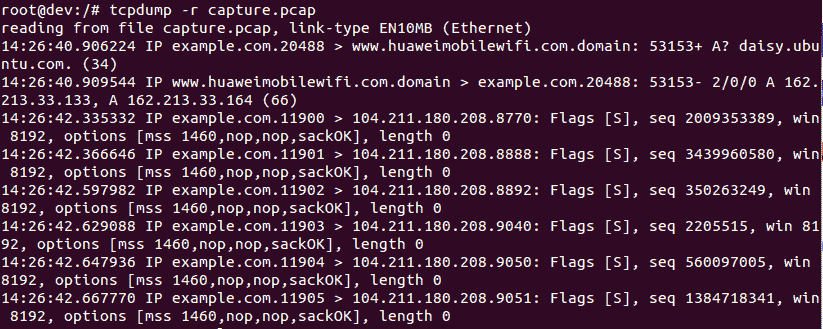 root@dev:/# tcpdump -r capture.pcap
reading from file capture.pcap, link-type EN10MB (Ethernet)
14:26:40.906224 IP example.com.20488 > www.huaweimobilewifi.com.domain: 53153+ A? daisy.ubu
ntu.com. (34)
14:26:40.909544 IP www.huaweimobilewifi.com.domain > example.com.20488: 53153- 2/0/0 A 162.
213.33.133, A 162.213.33.164 (66)
14:26:42.335332 IP example.com.11900 > 104.211.180.208.8770: Flags [S], seq 2009353389, win
 8192, options [mss 1460,nop,nop,sackOK], length 0
14:26:42.366646 IP example.com.11901 > 104.211.180.208.8888: Flags [S], seq 3439960580, win
 8192, options [mss 1460,nop,nop,sackOK], length 0
14:26:42.597982 IP example.com.11902 > 104.211.180.208.8892: Flags [S], seq 350263249, win 
8192, options [mss 1460,nop,nop,sackOK], length 0
14:26:42.629088 IP example.com.11903 > 104.211.180.208.9040: Flags [S], seq 2205515, win 81
92, options [mss 1460,nop,nop,sackOK], length 0
14:26:42.647936 IP example.com.11904 > 104.211.180.208.9050: Flags [S], seq 560097005, win 
8192, options [mss 1460,nop,nop,sackOK], length 0
14:26:42.667770 IP example.com.11905 > 104.211.180.208.9051: Flags [S], seq 1384718341, win
 8192, options [mss 1460,nop,nop,sackOK], length 0